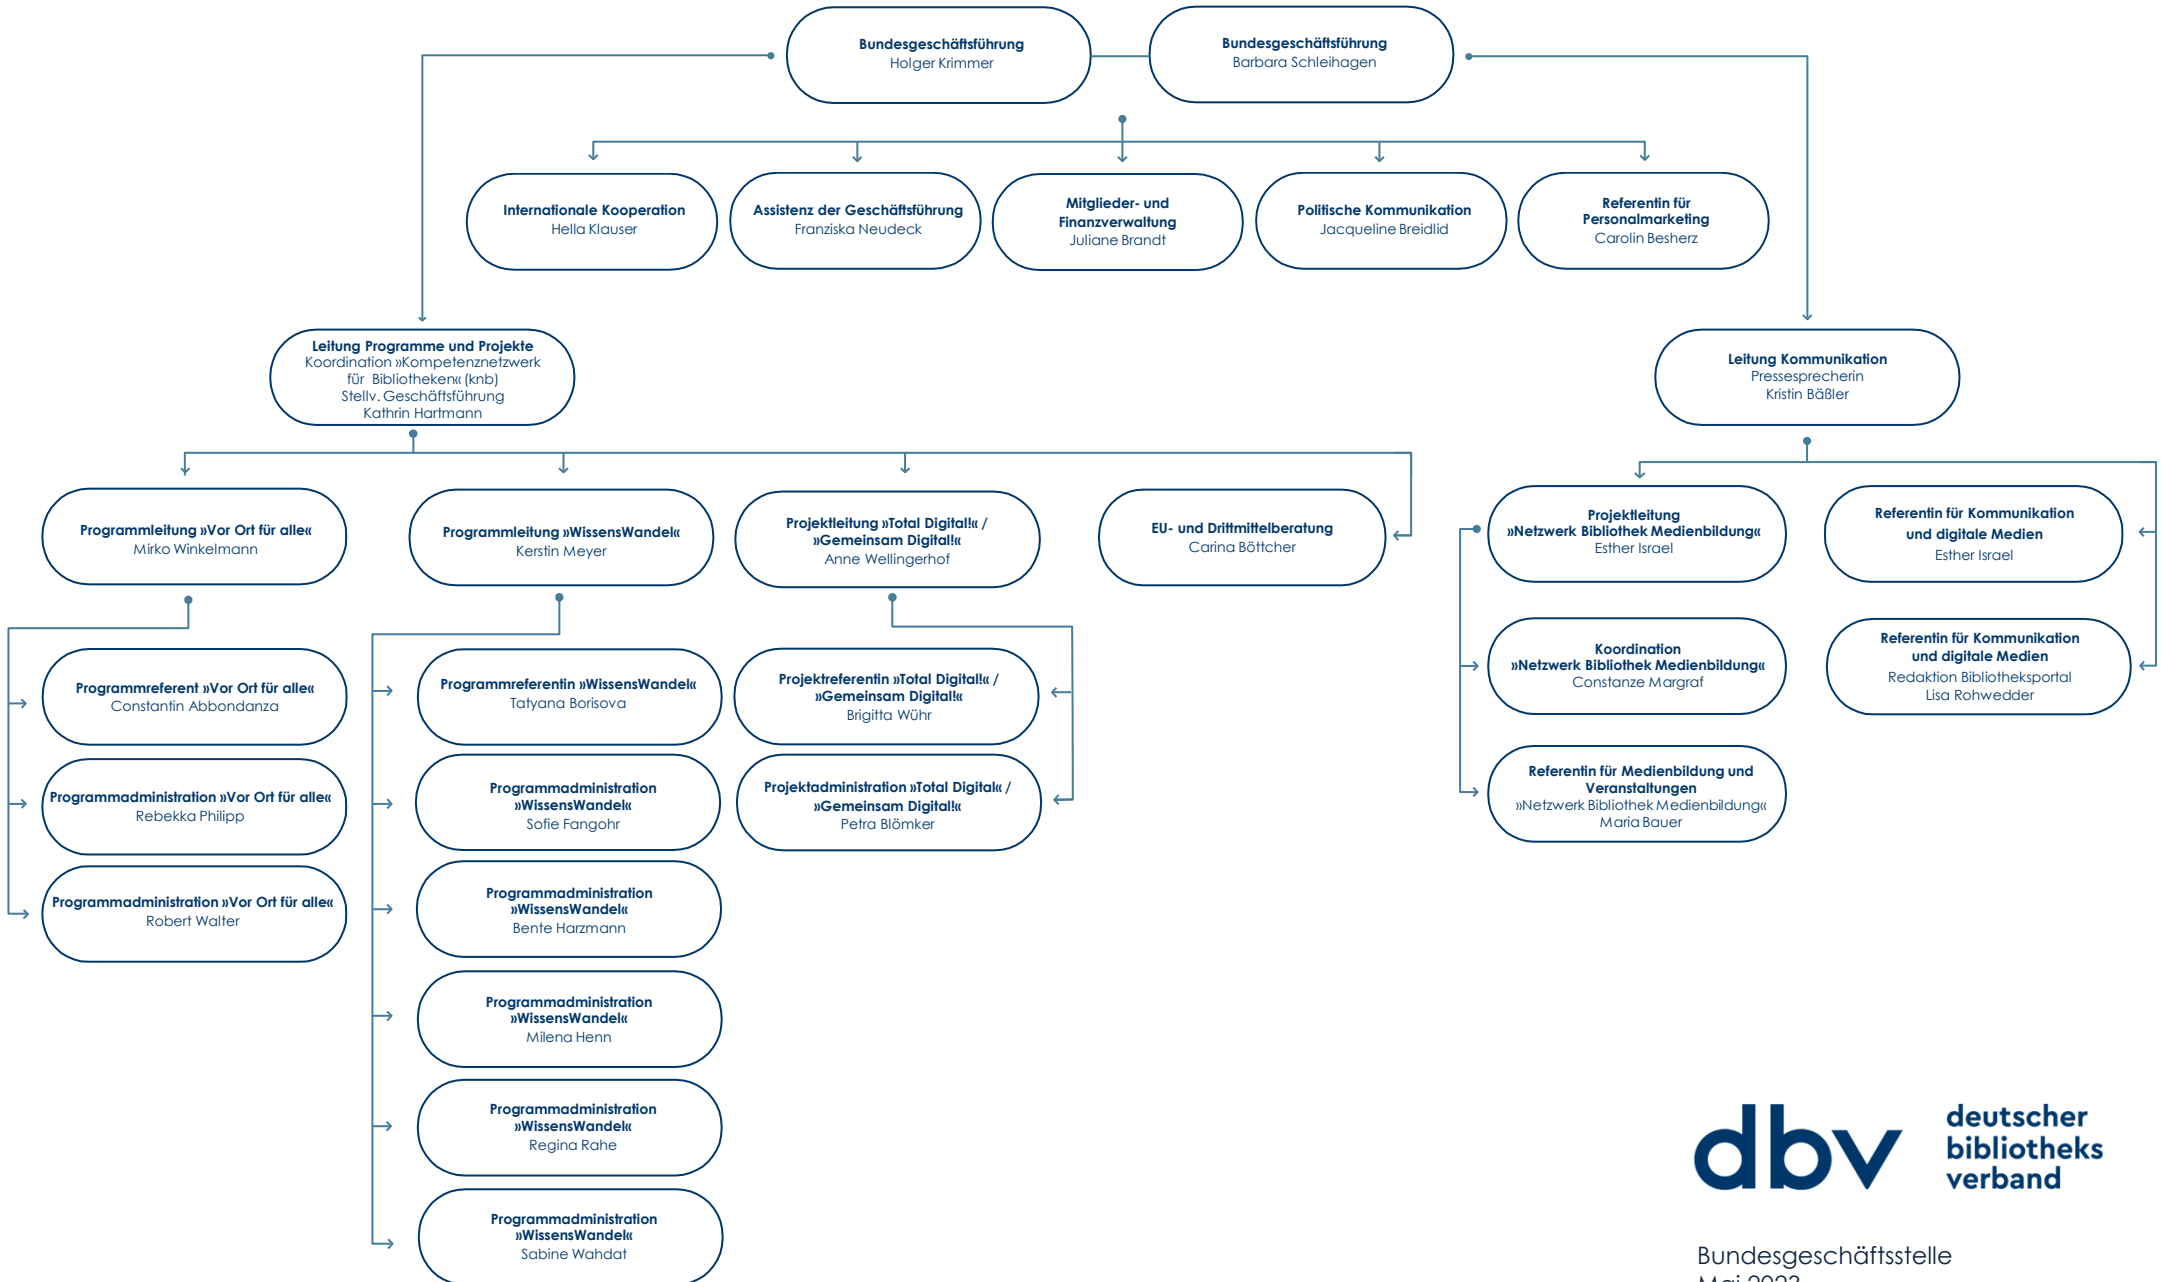 Bundesgeschäftsführung
Holger Krimmer
Bundesgeschäftsführung
Barbara Schleihagen
Internationale Kooperation
Hella Klauser
Assistenz der Geschäftsführung
Franziska Neudeck
Mitglieder- und
Finanzverwaltung
Juliane Brandt
Politische Kommunikation
Jacqueline Breidlid
Referentin für
Personalmarketing
Carolin Besherz
Leitung Programme und Projekte
Koordination »Kompetenznetzwerk
für Bibliotheken« (knb)
Stellv. Geschäftsführung
Kathrin Hartmann
Leitung Kommunikation
Pressesprecherin
Kristin Bäßler
Programmleitung »Vor Ort für alle«
Mirko Winkelmann
Programmleitung »WissensWandel«
Kerstin Meyer
Projektleitung »Total Digital!« /
»Gemeinsam Digital!«
Anne Wellingerhof
EU- und Drittmittelberatung
Carina Böttcher
Projektleitung
»Netzwerk Bibliothek Medienbildung«
Esther Israel
Referentin für Kommunikation
und digitale Medien
Esther Israel
Programmreferent »Vor Ort für alle«
Constantin Abbondanza
Programmreferentin »WissensWandel«
Tatyana Borisova
Projektreferentin »Total Digital!« /
»Gemeinsam Digital!«
Brigitta Wühr
Koordination
»Netzwerk Bibliothek Medienbildung«
Constanze Margraf
Referentin für Kommunikation
und digitale Medien
Redaktion Bibliotheksportal
Lisa Rohwedder
Programmadministration »Vor Ort für alle«
Rebekka Philipp
Programmadministration
»WissensWandel«
Sofie Fangohr
Projektadministration »Total Digital« /
»Gemeinsam Digital!«
Petra Blömker
Referentin für Medienbildung und
Veranstaltungen
»Netzwerk Bibliothek Medienbildung«
Maria Bauer
Programmadministration »Vor Ort für alle«
Robert Walter
Programmadministration
»WissensWandel«
Bente Harzmann
Programmadministration
»WissensWandel«
Milena Henn
Programmadministration
»WissensWandel«
Regina Rahe
Programmadministration
»WissensWandel«
Sabine Wahdat
dbv
deutscher
bibliotheks
verband
Bundesgeschäftsstelle
Mai 2023